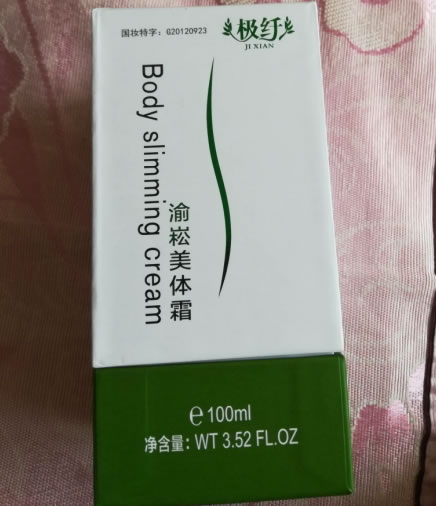 国妆特字：G20120923
极纤
JI XIAN
Body slimming cream
渝崧美体霜
℮100ml
净含量：WT 3.52 FL.OZ